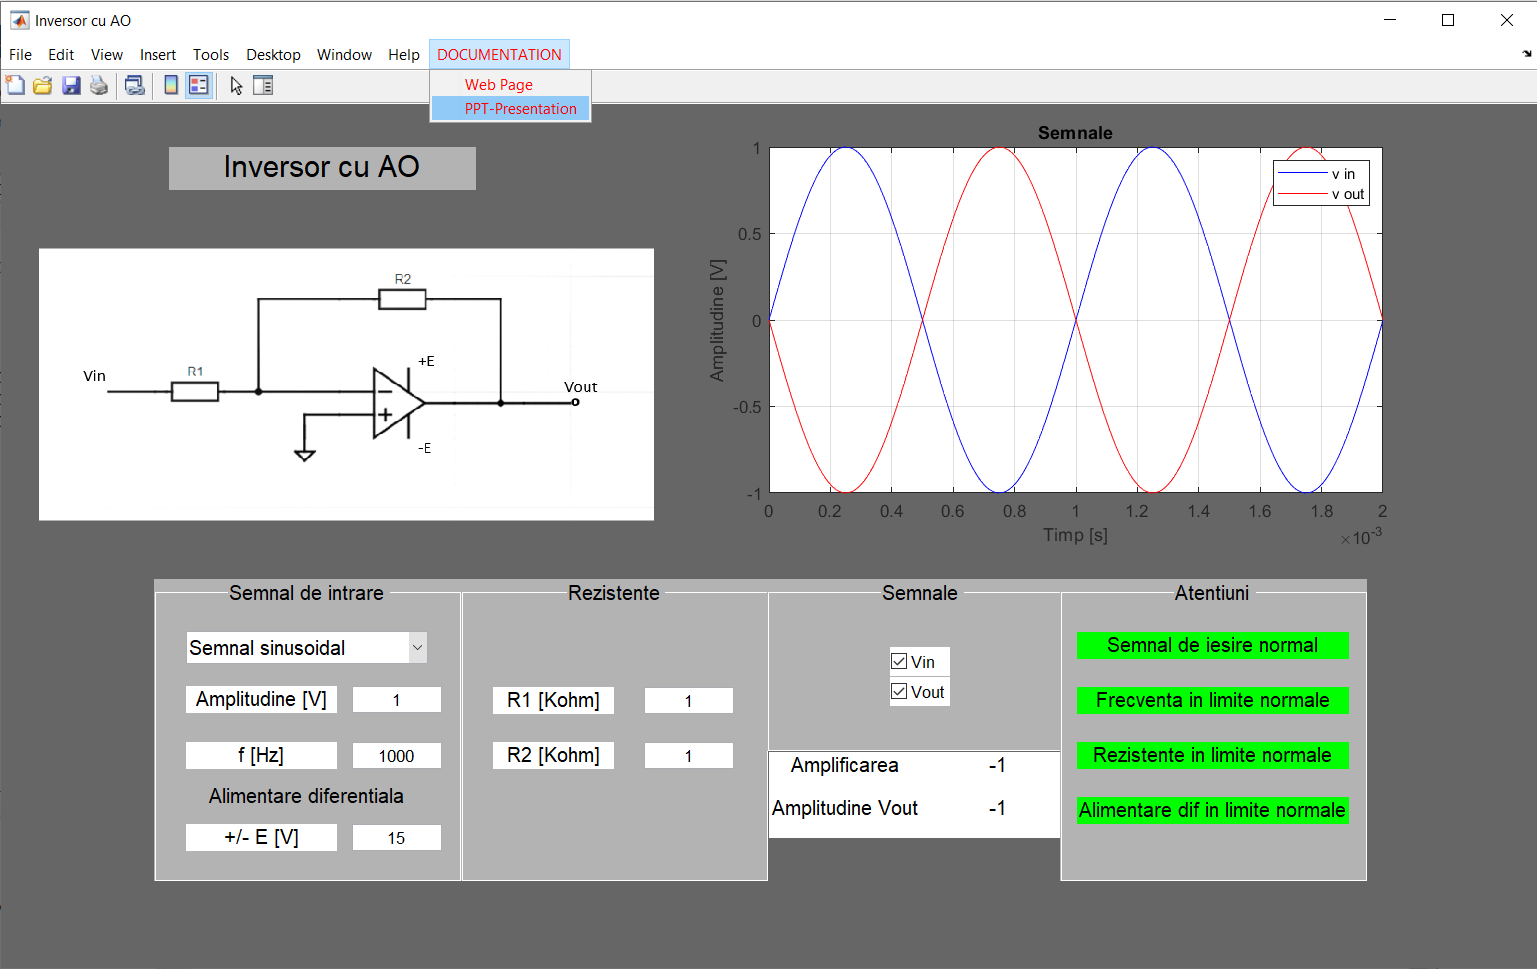 Inversor cu AO
File Edit View Insert Tools Desktop Window Help DOCUMENTATION
Web Page
PPT-Presentation
Inversor cu AO
R2
R1
Vin
+E
-E
Vout
Semnale
1
0.5
0
-0.5
-1
Amplitudine [V]
v in
v out
0 0.2 0.4 0.6 0.8 1 1.2 1.4 1.6 1.8 2
Timp [s]
×10-3
Semnal de intrare
Semnal sinusoidal
Amplitudine [V] 1
f [Hz] 1000
Alimentare diferentiala
+/- E [V] 15
Rezistente
R1 [Kohm] 1
R2 [Kohm] 1
Semnale
Vin
Vout
Amplificarea -1
Amplitudine Vout -1
Atentiuni
Semnal de iesire normal
Frecventa in limite normale
Rezistente in limite normale
Alimentare dif in limite normale